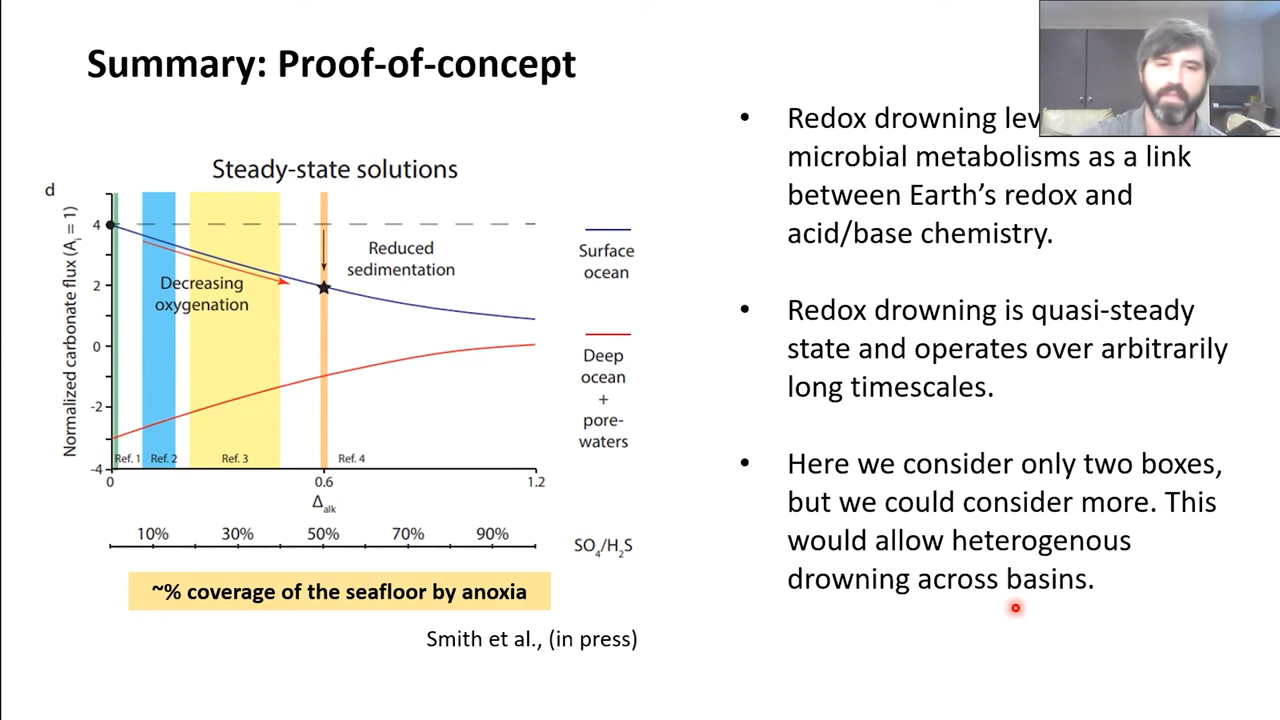 Summary: Proof-of-concept
Steady-state solutions
d
Normalized carbonate flux (Aᵢ = 1)
4
2
0
-2
-4
Decreasing
oxygenation
Reduced
sedimentation
Ref. 1
Ref. 2
Ref. 3
Ref. 4
0
0.6
1.2
Δalk
10%
30%
50%
70%
90%
SO₄/H₂S
Surface
ocean
Deep
ocean
+
pore-
waters
~% coverage of the seafloor by anoxia
Smith et al., (in press)
• Redox drowning
microbial metabolisms as a link
between Earth’s redox and
acid/base chemistry.
• Redox drowning is quasi-steady
state and operates over arbitrarily
long timescales.
• Here we consider only two boxes,
but we could consider more. This
would allow heterogenous
drowning across basins.